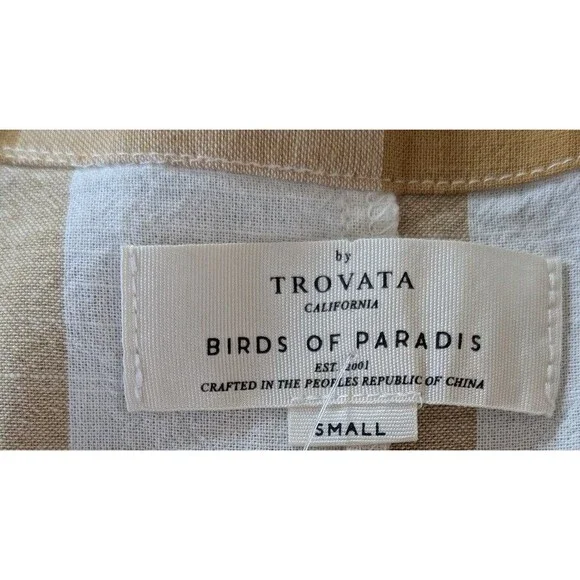 by
TROVATA
CALIFORNIA
BIRDS OF PARADIS
EST. 2001
CRAFTED IN THE PEOPLES REPUBLIC OF CHINA
SMALL